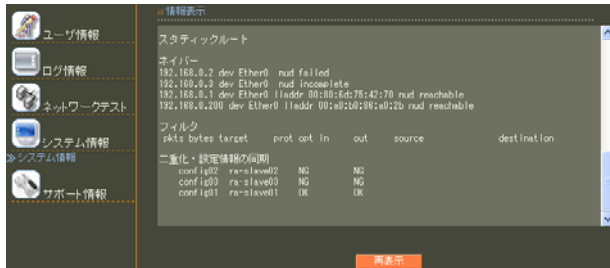 ユーザ情報
ログ情報
ネットワークテスト
システム情報
≫システム情報
サポート情報
情報表示
スタティックルート
ネイバー
192.168.0.2 dev Ether0 nud failed
192.168.0.3 dev Ether0 nud incomplete
192.168.0.1 dev Ether0 lladdr 00:80:6d:75:42:70 nud reachable
192.168.0.200 dev Ether0 lladdr 00:a0:b0:86:a0:2b nud reachable
フィルタ
pkts bytes target prot opt in out source destination
二重化・設定情報の同期
config02 ra-slave02 NG NG
config03 ra-slave03 NG NG
config01 ra-slave01 OK OK
再表示